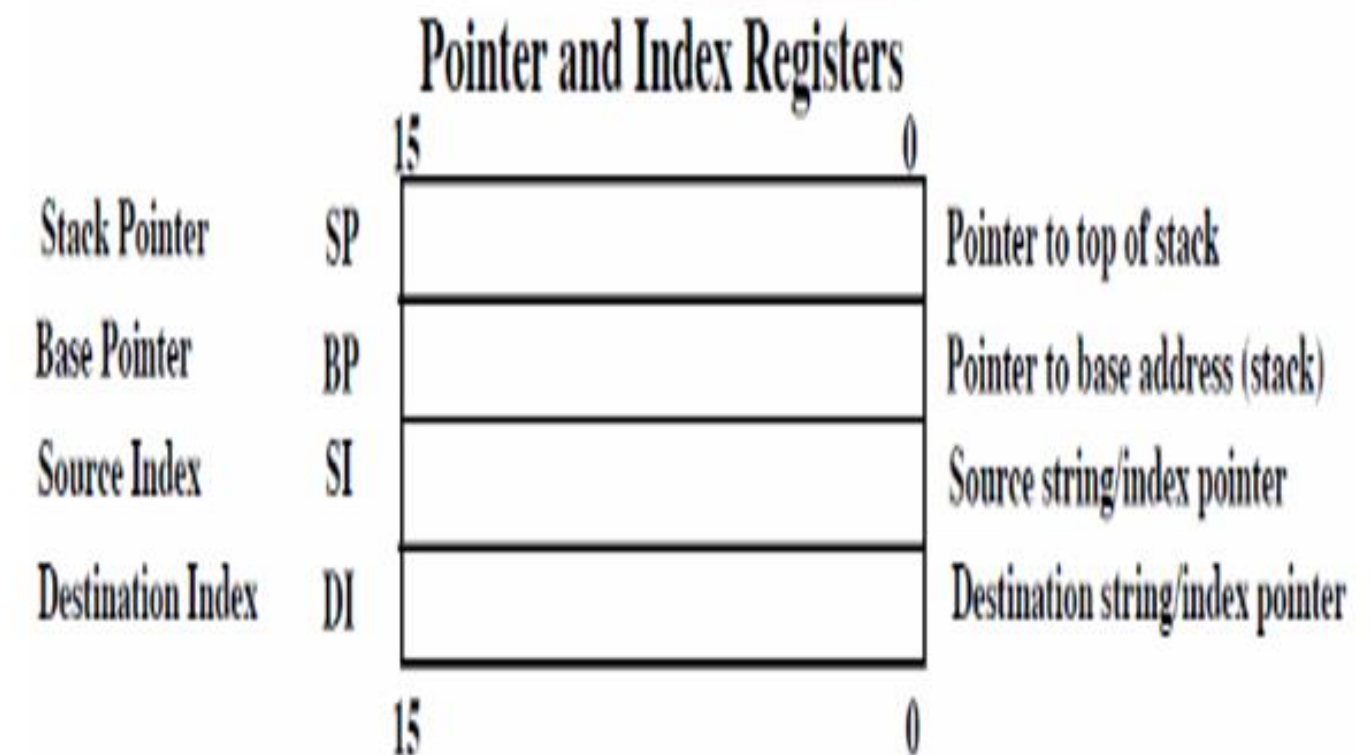 Pointer and Index Registers
15 0
Stack Pointer SP Pointer to top of stack
Base Pointer BP Pointer to base address (stack)
Source Index SI Source string/index pointer
Destination Index DI Destination string/index pointer
15 0